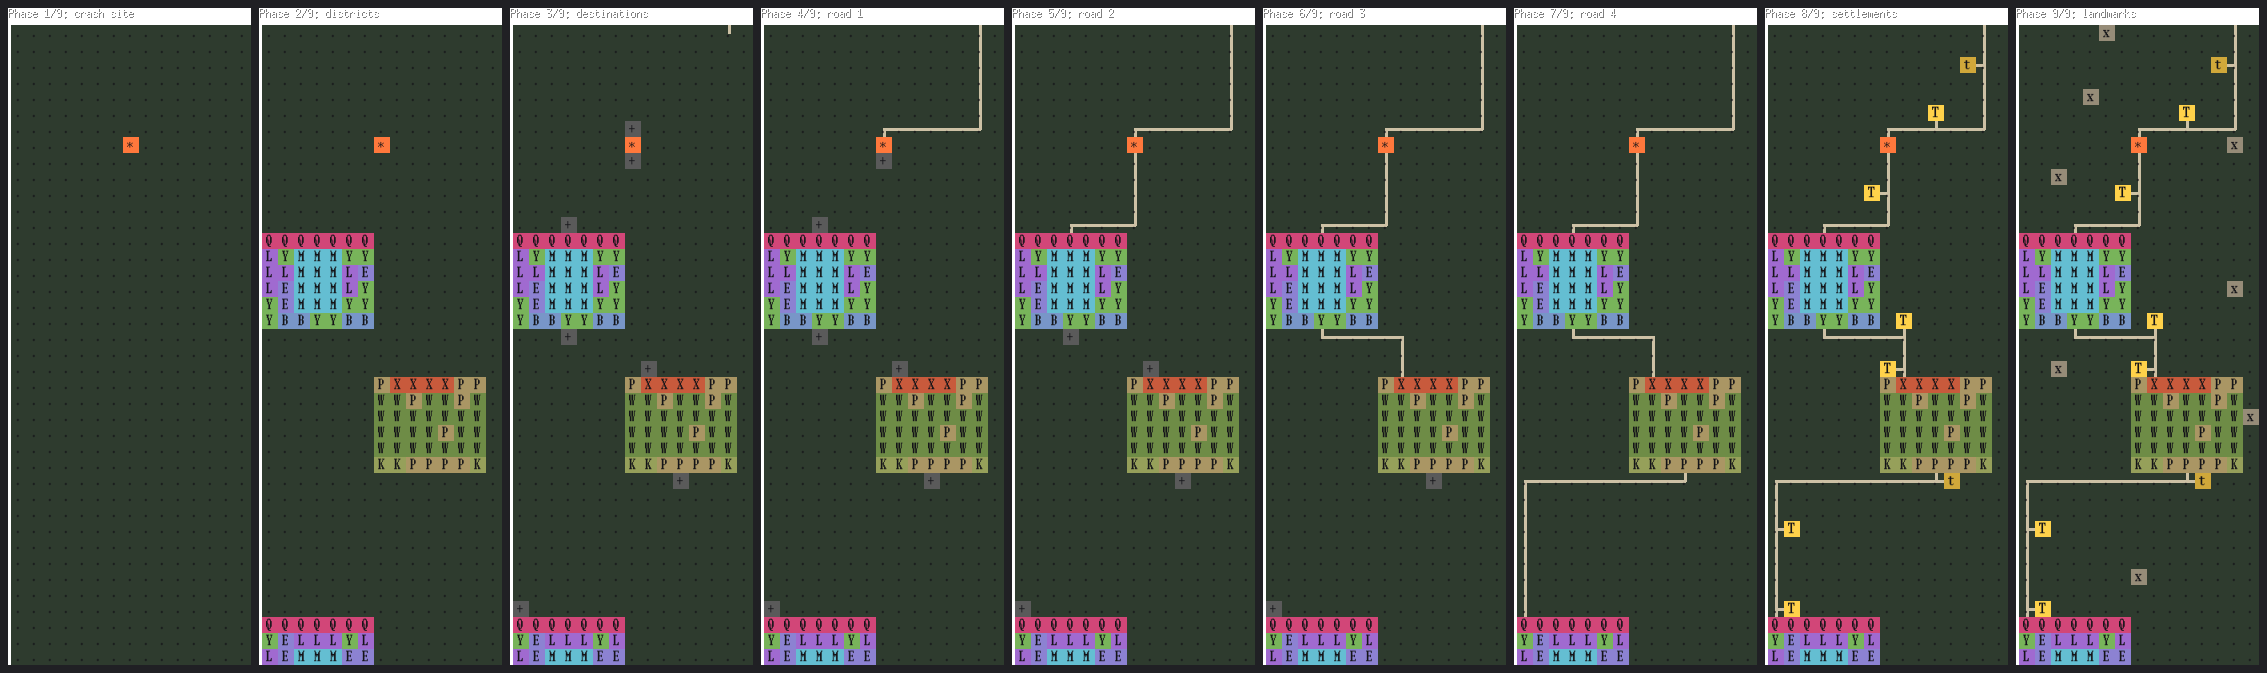 Phase 1/9: crash site
*
Phase 2/9: districts
*
Q Q Q Q Q Q Q
L Y M M M Y Y
L L M M M L E
L E M M M L Y
Y E M M M Y Y
Y B B Y Y B B
P X X X X P P
W W P W W P W
W W W W W W W
W W W W P W W
W W W W W W W
K K P P P P K
Q Q Q Q Q Q Q
Y E L L L Y L
L E M M M E E
Phase 3/9: destinations
+
*
+
+
Q Q Q Q Q Q Q
L Y M M M Y Y
L L M M M L E
L E M M M L Y
Y E M M M Y Y
Y B B Y Y B B
+
+
P X X X X P P
W W P W W P W
W W W W W W W
W W W W P W W
W W W W W W W
K K P P P P K
+
+
Q Q Q Q Q Q Q
Y E L L L Y L
L E M M M E E
Phase 4/9: road 1
*
+
+
Q Q Q Q Q Q Q
L Y M M M Y Y
L L M M M L E
L E M M M L Y
Y E M M M Y Y
Y B B Y Y B B
+
+
P X X X X P P
W W P W W P W
W W W W W W W
W W W W P W W
W W W W W W W
K K P P P P K
+
+
Q Q Q Q Q Q Q
Y E L L L Y L
L E M M M E E
Phase 5/9: road 2
*
Q Q Q Q Q Q Q
L Y M M M Y Y
L L M M M L E
L E M M M L Y
Y E M M M Y Y
Y B B Y Y B B
+
+
P X X X X P P
W W P W W P W
W W W W W W W
W W W W P W W
W W W W W W W
K K P P P P K
+
+
Q Q Q Q Q Q Q
Y E L L L Y L
L E M M M E E
Phase 6/9: road 3
*
Q Q Q Q Q Q Q
L Y M M M Y Y
L L M M M L E
L E M M M L Y
Y E M M M Y Y
Y B B Y Y B B
P X X X X P P
W W P W W P W
W W W W W W W
W W W W P W W
W W W W W W W
K K P P P P K
+
+
Q Q Q Q Q Q Q
Y E L L L Y L
L E M M M E E
Phase 7/9: road 4
*
Q Q Q Q Q Q Q
L Y M M M Y Y
L L M M M L E
L E M M M L Y
Y E M M M Y Y
Y B B Y Y B B
P X X X X P P
W W P W W P W
W W W W W W W
W W W W P W W
W W W W W W W
K K P P P P K
Q Q Q Q Q Q Q
Y E L L L Y L
L E M M M E E
Phase 8/9: settlements
t
T
*
T
Q Q Q Q Q Q Q
L Y M M M Y Y
L L M M M L E
L E M M M L Y
Y E M M M Y Y
Y B B Y Y B B T
T
P X X X X P P
W W P W W P W
W W W W W W W
W W W W P W W
W W W W W W W
K K P P P P K
t
T
T
Q Q Q Q Q Q Q
Y E L L L Y L
L E M M M E E
Phase 9/9: landmarks
x
t
x
T
* x
x
T
Q Q Q Q Q Q Q
L Y M M M Y Y
L L M M M L E
L E M M M L Y x
Y E M M M Y Y
Y B B Y Y B B T
x T
P X X X X P P
W W P W W P W
W W W W W W W x
W W W W P W W
W W W W W W W
K K P P P P K
t
T
x
T
Q Q Q Q Q Q Q
Y E L L L Y L
L E M M M E E